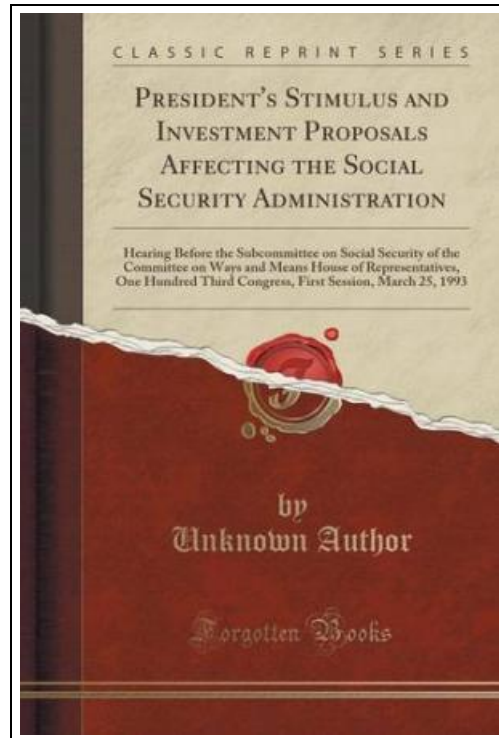 CLASSIC REPRINT SERIES
PRESIDENT'S STIMULUS AND
INVESTMENT PROPOSALS
AFFECTING THE SOCIAL
SECURITY ADMINISTRATION
Hearing Before the Subcommittee on Social Security of the
Committee on Ways and Means House of Representatives,
One Hundred Third Congress, First Session, March 25, 1993
by
Unknown Author
Forgotten Books